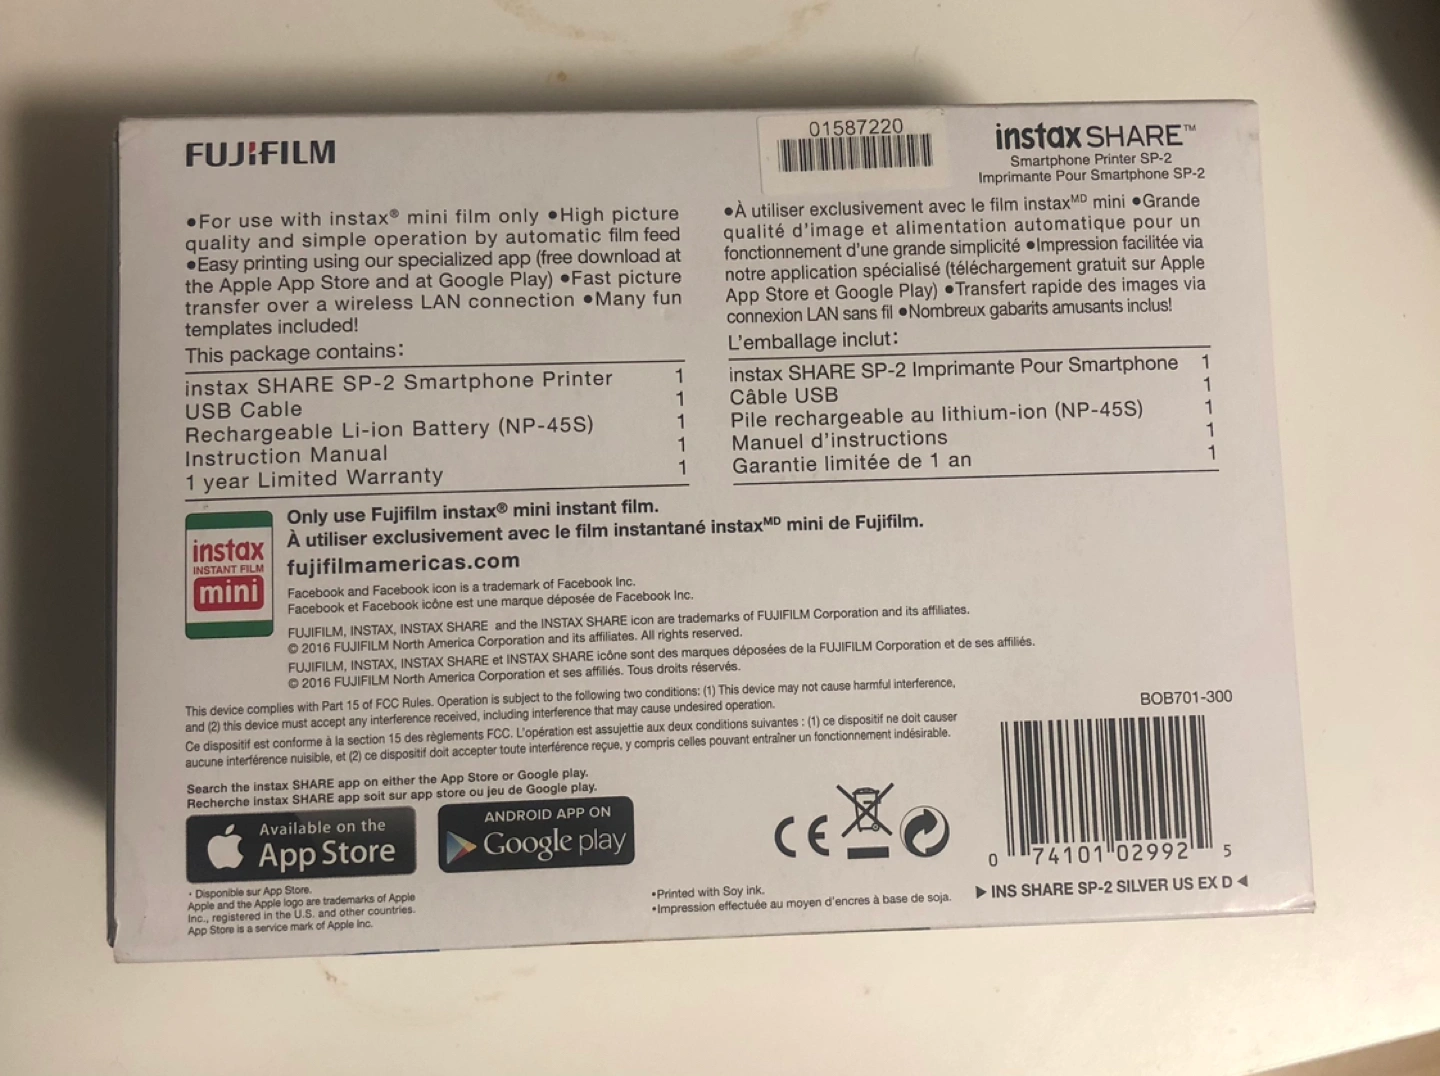 FUJIFILM
01587220
instax SHARE™
Smartphone Printer SP-2
Imprimante Pour Smartphone SP-2
●For use with instax® mini film only ●High picture
quality and simple operation by automatic film feed
●Easy printing using our specialized app (free download at
the Apple App Store and at Google Play) ●Fast picture
transfer over a wireless LAN connection ●Many fun
templates included!
This package contains:
instax SHARE SP-2 Smartphone Printer 1
USB Cable 1
Rechargeable Li-ion Battery (NP-45S) 1
Instruction Manual 1
1 year Limited Warranty 1
●À utiliser exclusivement avec le film instaxᴹᴰ mini ●Grande
qualité d'image et alimentation automatique pour un
fonctionnement d'une grande simplicité ●Impression facilitée via
notre application spécialisé (téléchargement gratuit sur Apple
App Store et Google Play) ●Transfert rapide des images via
connexion LAN sans fil ●Nombreux gabarits amusants inclus!
L'emballage inclut:
instax SHARE SP-2 Imprimante Pour Smartphone 1
Câble USB 1
Pile rechargeable au lithium-ion (NP-45S) 1
Manuel d'instructions 1
Garantie limitée de 1 an 1
instax
INSTANT FILM
mini
Only use Fujifilm instax® mini instant film.
À utiliser exclusivement avec le film instantané instaxᴹᴰ mini de Fujifilm.
fujifilmamericas.com
Facebook and Facebook icon is a trademark of Facebook Inc.
Facebook et Facebook icône est une marque déposée de Facebook Inc.
FUJIFILM, INSTAX, INSTAX SHARE and the INSTAX SHARE icon are trademarks of FUJIFILM Corporation and its affiliates.
© 2016 FUJIFILM North America Corporation and its affiliates. All rights reserved.
FUJIFILM, INSTAX, INSTAX SHARE et INSTAX SHARE icône sont des marques déposées de la FUJIFILM Corporation et de ses affiliés.
© 2016 FUJIFILM North America Corporation et ses affiliés. Tous droits réservés.
This device complies with Part 15 of FCC Rules. Operation is subject to the following two conditions: (1) This device may not cause harmful interference,
and (2) this device must accept any interference received, including interference that may cause undesired operation.
Ce dispositif est conforme à la section 15 des règlements FCC. L'opération est assujettie aux deux conditions suivantes : (1) ce dispositif ne doit causer
aucune interférence nuisible, et (2) ce dispositif doit accepter toute interférence reçue, y compris celles pouvant entraîner un fonctionnement indésirable.
Search the instax SHARE app on either the App Store or Google play.
Recherche instax SHARE app soit sur app store ou jeu de Google play.
Available on the
App Store
ANDROID APP ON
Google play
• Disponible sur App Store.
Apple and the Apple logo are trademarks of Apple
Inc., registered in the U.S. and other countries.
App Store is a service mark of Apple Inc.
CE
•Printed with Soy ink.
•Impression effectuée au moyen d'encres à base de soja.
BOB701-300
0 74101 02992 5
▶ INS SHARE SP-2 SILVER US EX D ◀